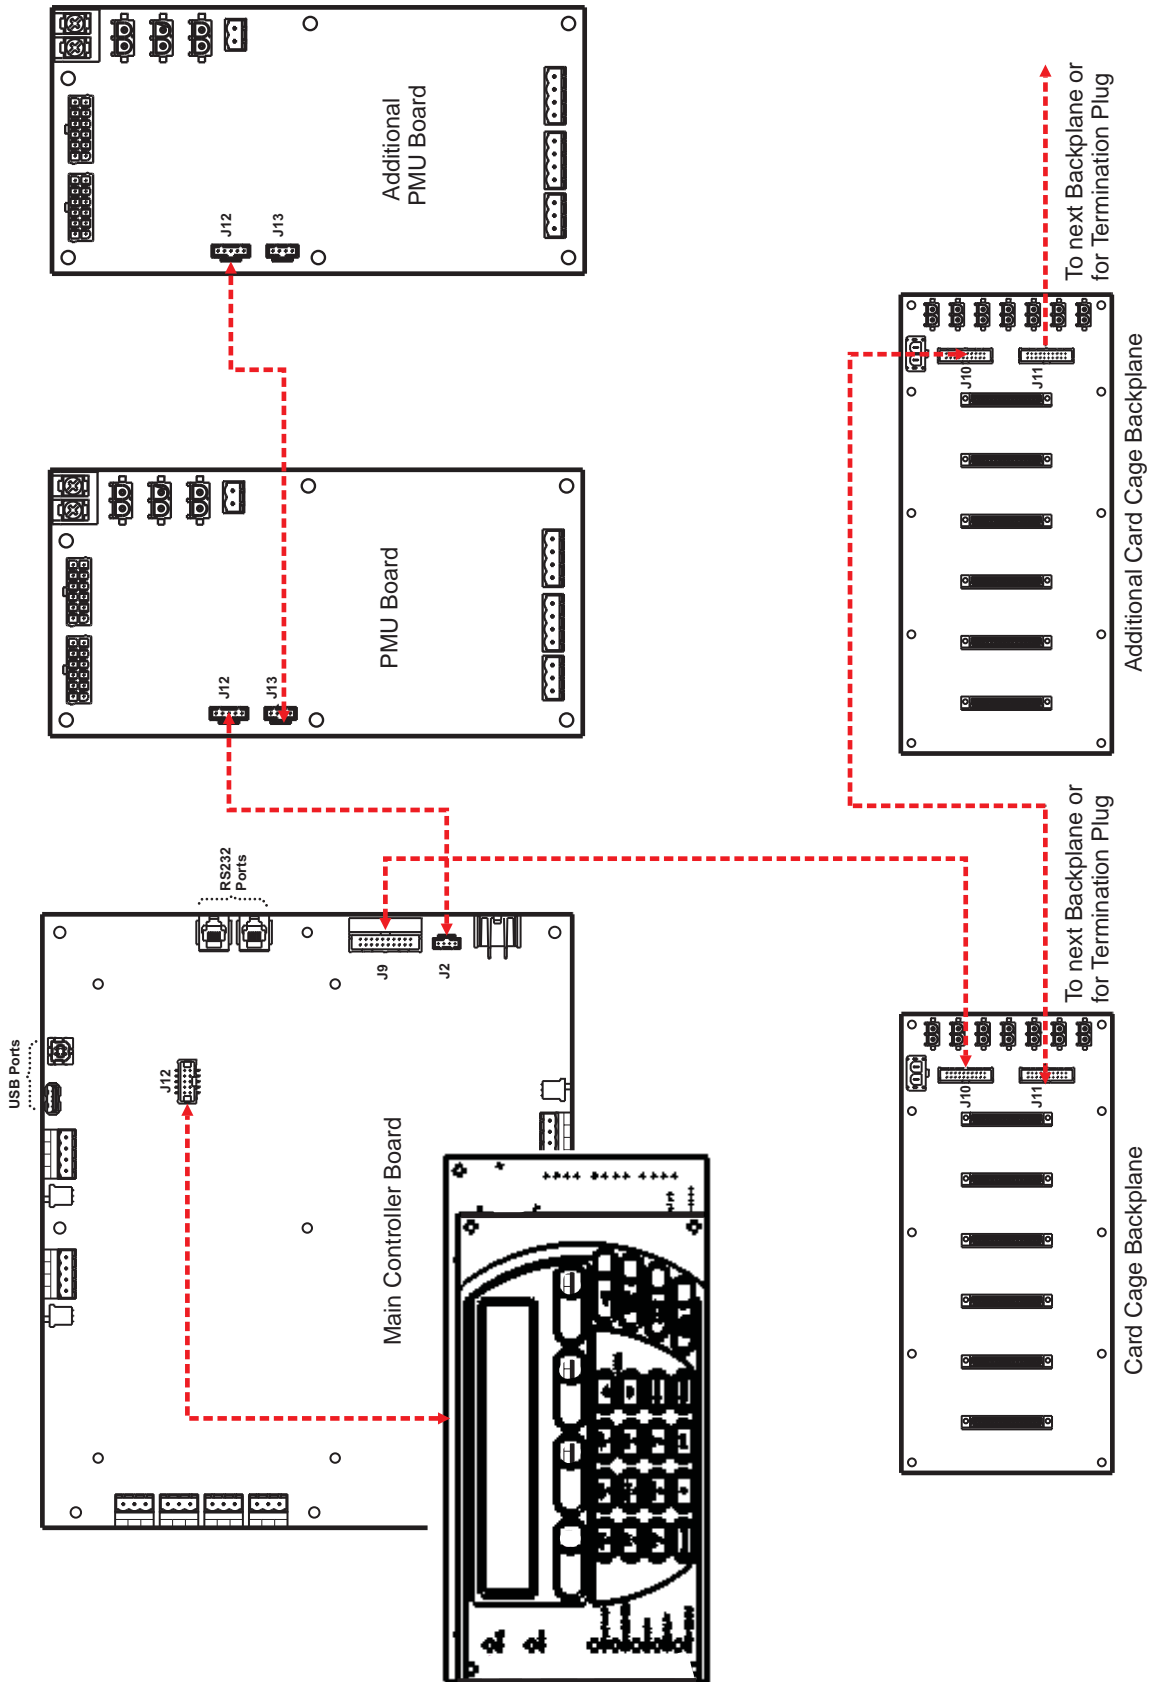 USB Ports
RS232
Ports
J12
J9
J2
Main Controller Board
J12
J13
PMU Board
J12
J13
Additional
PMU Board
J10
J11
To next Backplane or
for Termination Plug
Card Cage Backplane
J10
J11
To next Backplane or
for Termination Plug
Additional Card Cage Backplane